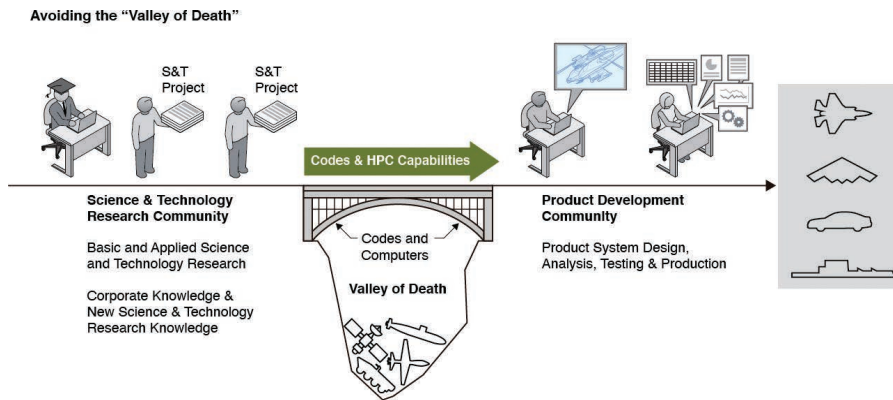 Avoiding the “Valley of Death”
S&T
Project
S&T
Project
Codes & HPC Capabilities
Science & Technology
Research Community
Basic and Applied Science
and Technology Research
Corporate Knowledge &
New Science & Technology
Research Knowledge
Codes and
Computers
Valley of Death
Product Development
Community
Product System Design,
Analysis, Testing & Production